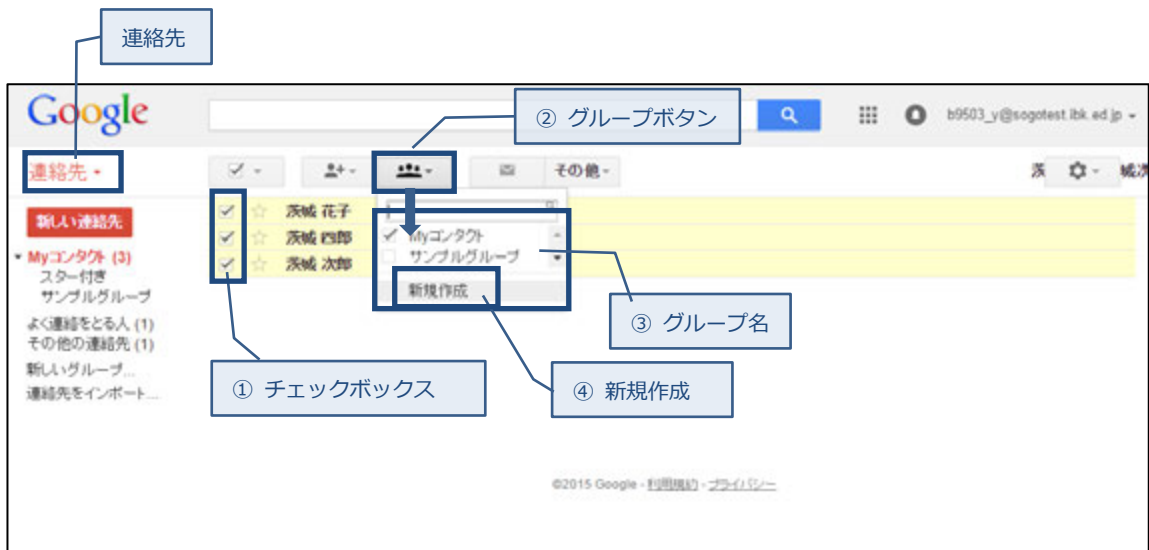 連絡先
Google
② グループボタン
b9503_y@sogotest.ibk.ed.jp
連絡先
その他
茨
城次
新しい連絡先
茨城 花子
茨城 四郎
茨城 次郎
Myコンタクト
サンプルグループ
新規作成
Myコンタクト (3)
スター付き
サンプルグループ
よく連絡をとる人 (1)
その他の連絡先 (1)
新しいグループ...
連絡先をインポート...
③ グループ名
① チェックボックス
④ 新規作成
©2015 Google - 利用規約 - プライバシー